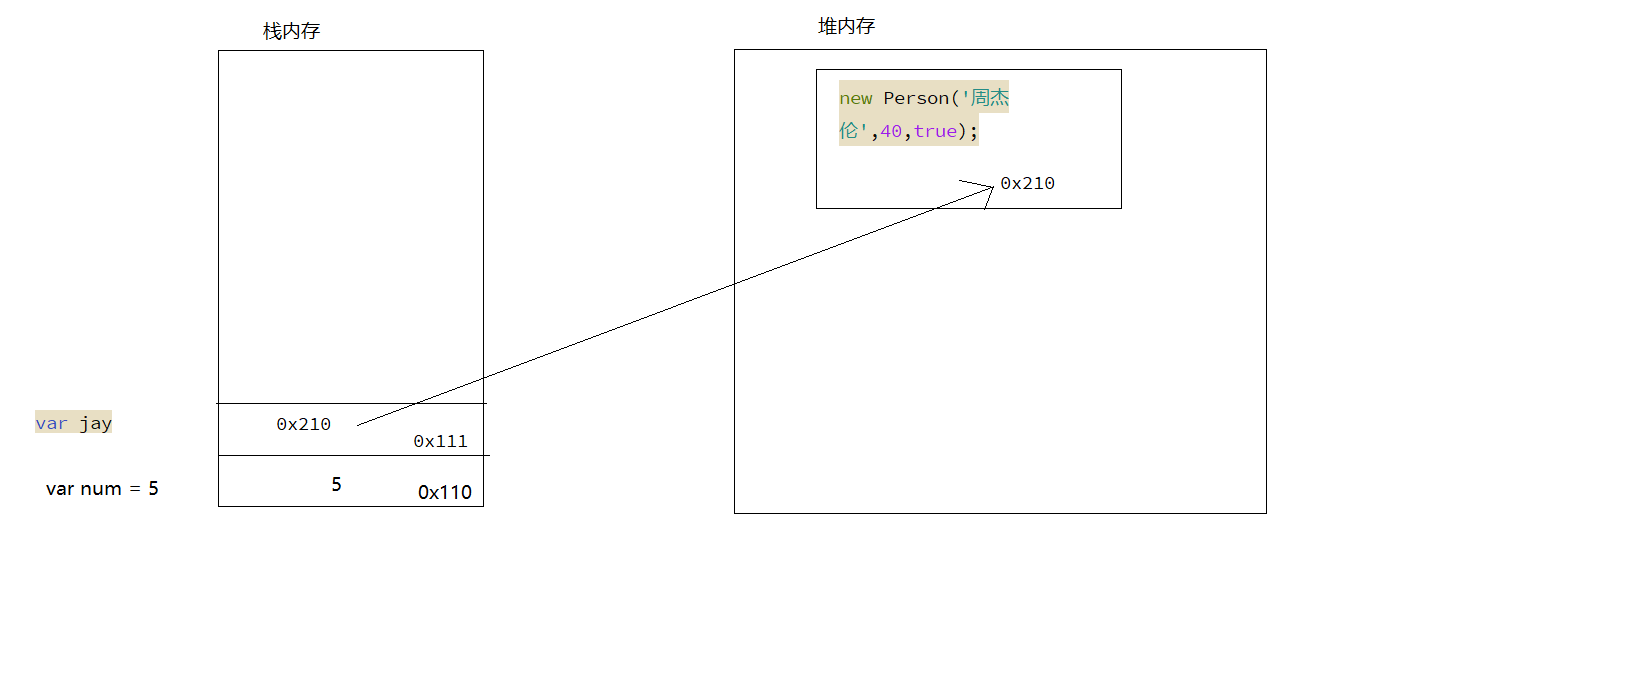 栈内存
堆内存
new Person('周杰
伦',40,true);
0x210
var jay
0x210
0x111
var num = 5
5
0x110